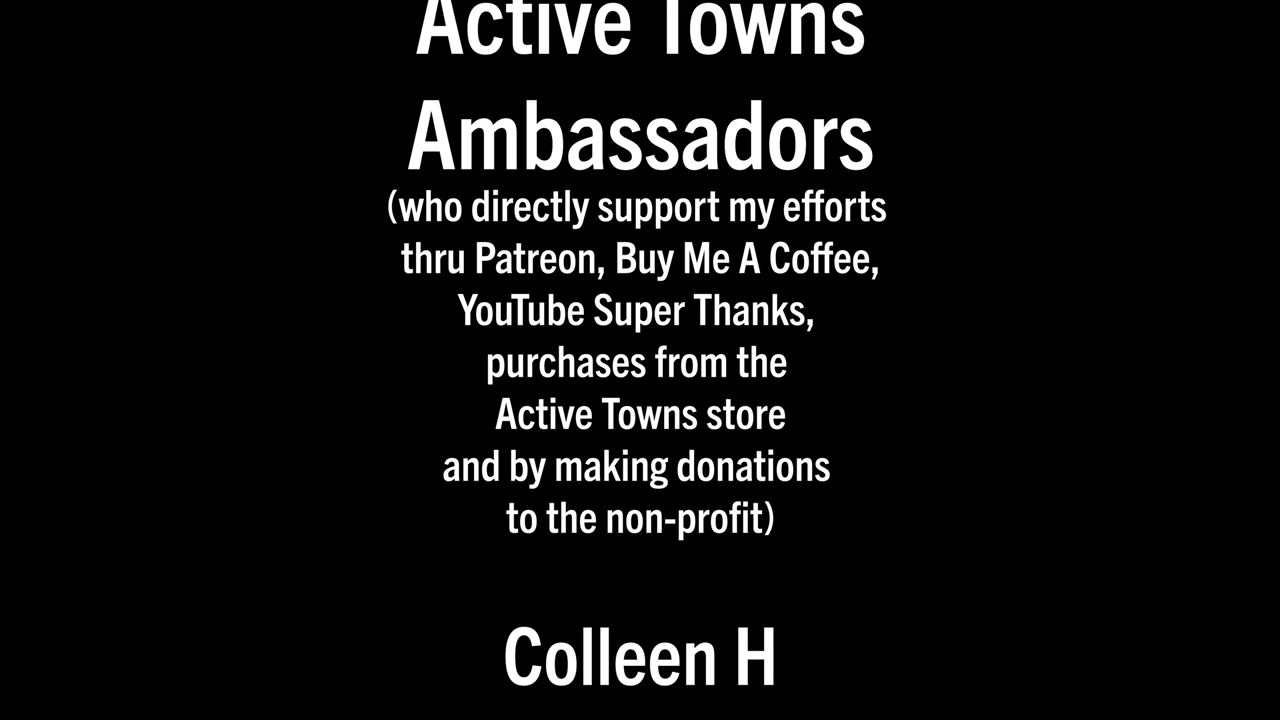 Active Towns
Ambassadors
(who directly support my efforts
thru Patreon, Buy Me A Coffee,
YouTube Super Thanks,
purchases from the
Active Towns store
and by making donations
to the non-profit)
Colleen H